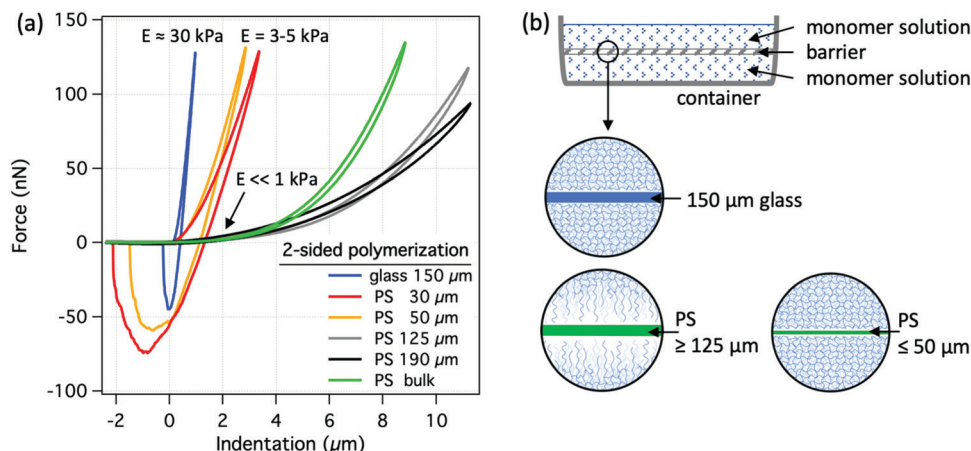 (a)
150
100
50
0
-50
-100
Force (nN)
E ≈ 30 kPa
E = 3-5 kPa
E << 1 kPa
2-sided polymerization
glass 150 µm
PS 30 µm
PS 50 µm
PS 125 µm
PS 190 µm
PS bulk
-2 0 2 4 6 8 10
Indentation (µm)
(b)
monomer solution
barrier
monomer solution
container
150 µm glass
PS
≥ 125 µm
PS
≤ 50 µm